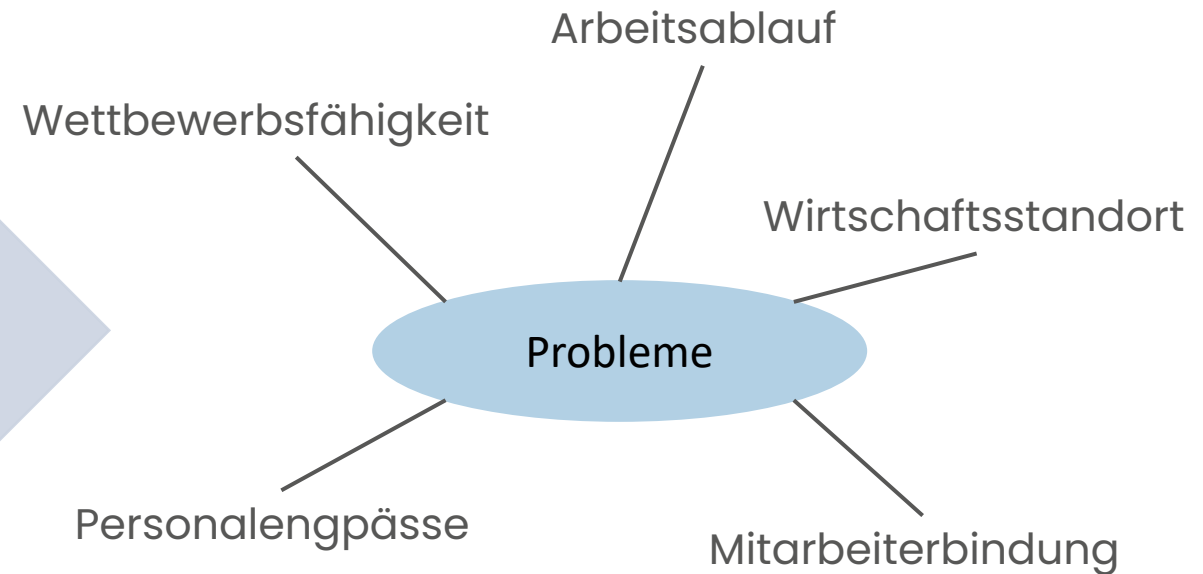 Arbeitsablauf
Wettbewerbsfähigkeit
Wirtschaftsstandort
Probleme
Personalengpässe
Mitarbeiterbindung